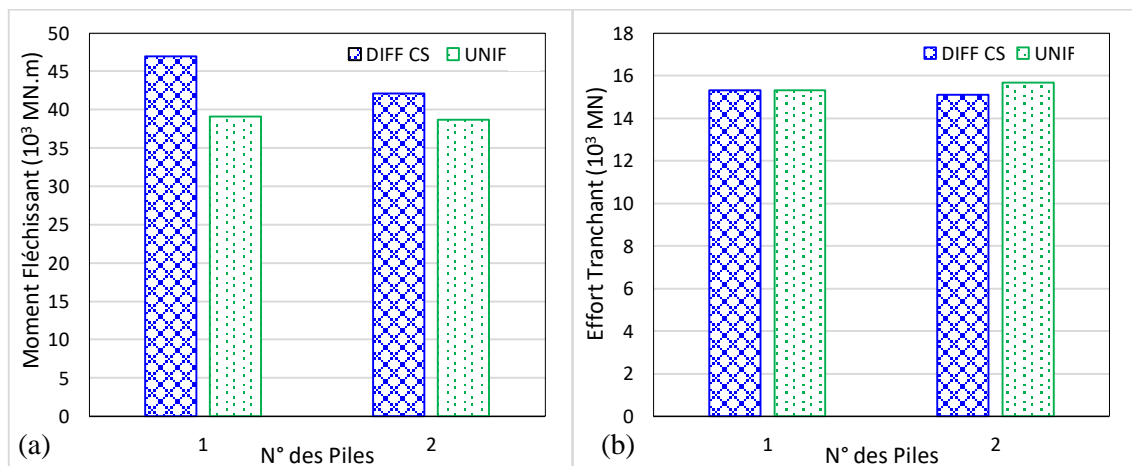 Moment Fléchissant (10³ MN.m)
50
45
40
35
30
25
20
15
10
5
0
DIFF CS UNIF
1 2
N° des Piles
(a)
Effort Tranchant (10³ MN)
18
16
14
12
10
8
6
4
2
0
DIFF CS UNIF
1 2
N° des Piles
(b)